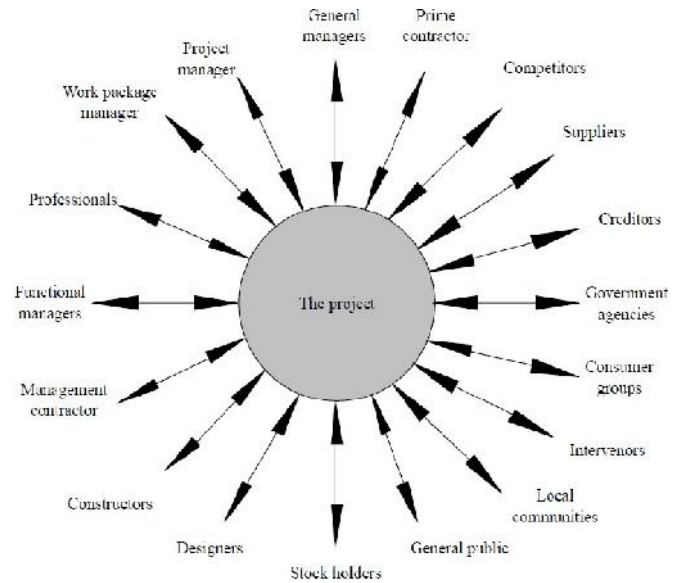 General
managers
Prime
contractor
Project
manager
Competitors
Work package
manager
Suppliers
Professionals
Creditors
Functional
managers
The project
Government
agencies
Management
contractor
Consumer
groups
Intervenors
Constructors
Local
communities
Designers
General public
Stock holders